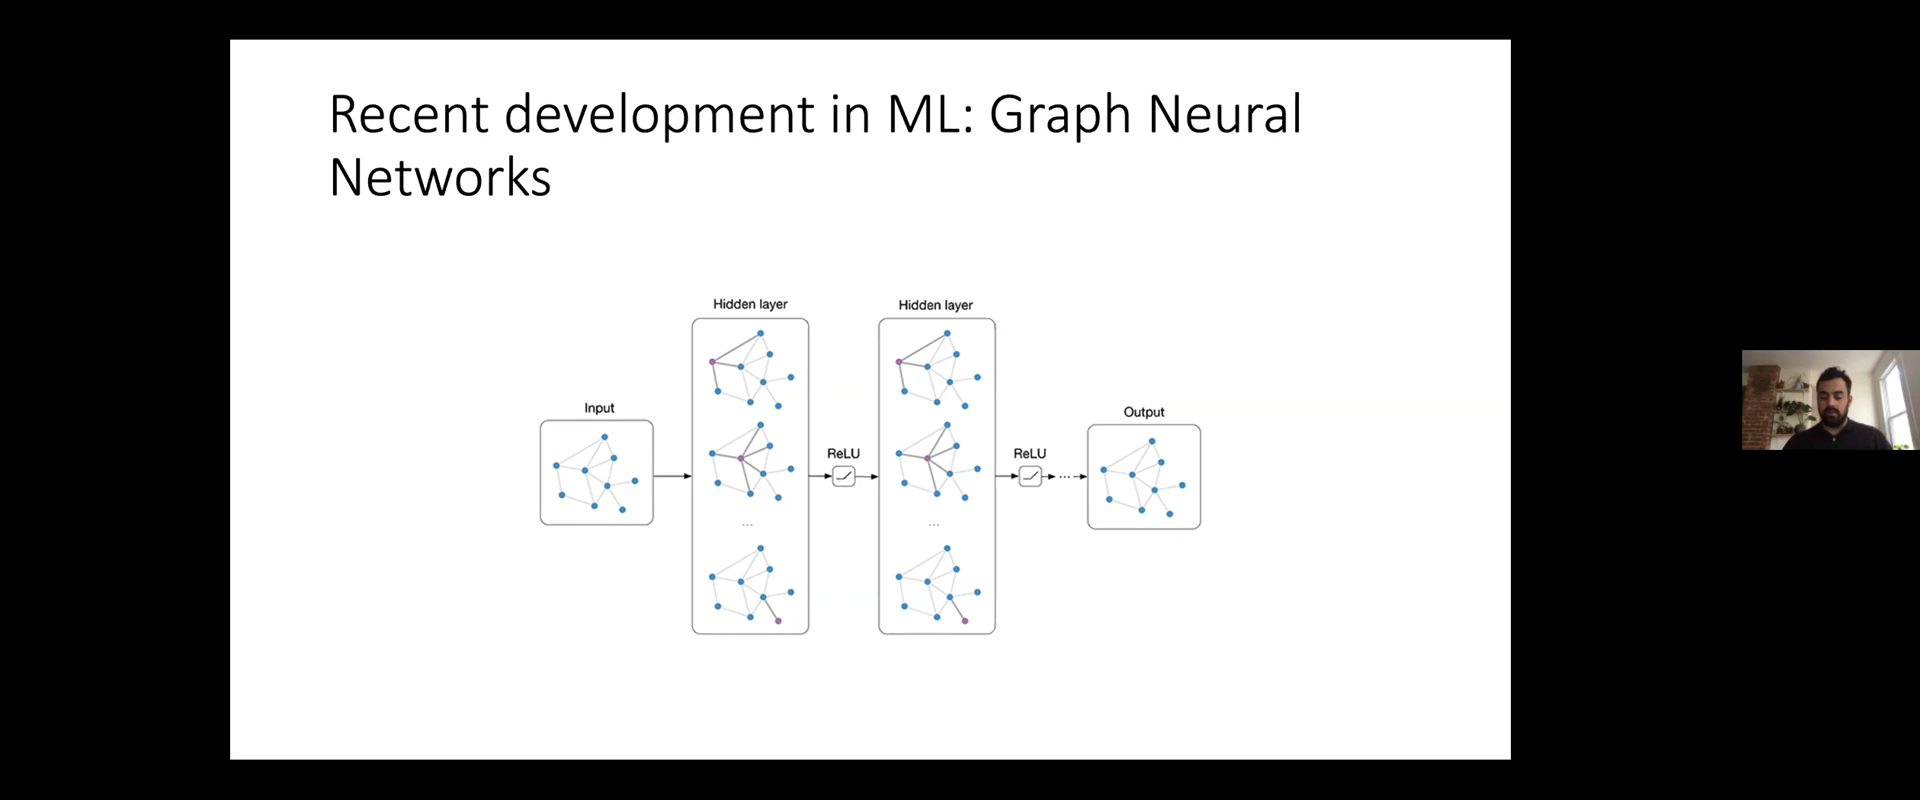 Recent development in ML: Graph Neural
Networks
Hidden layer
Hidden layer
Input
Output
ReLU
ReLU
...
...
...